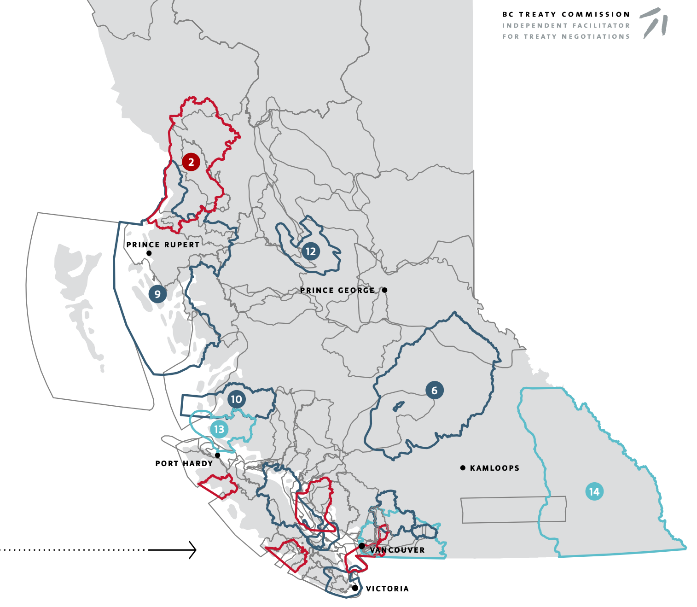 BC TREATY COMMISSION
INDEPENDENT FACILITATOR
FOR TREATY NEGOTIATIONS
2
PRINCE RUPERT
12
9
PRINCE GEORGE
6
10
13
PORT HARDY
KAMLOOPS
14
VANCOUVER
VICTORIA